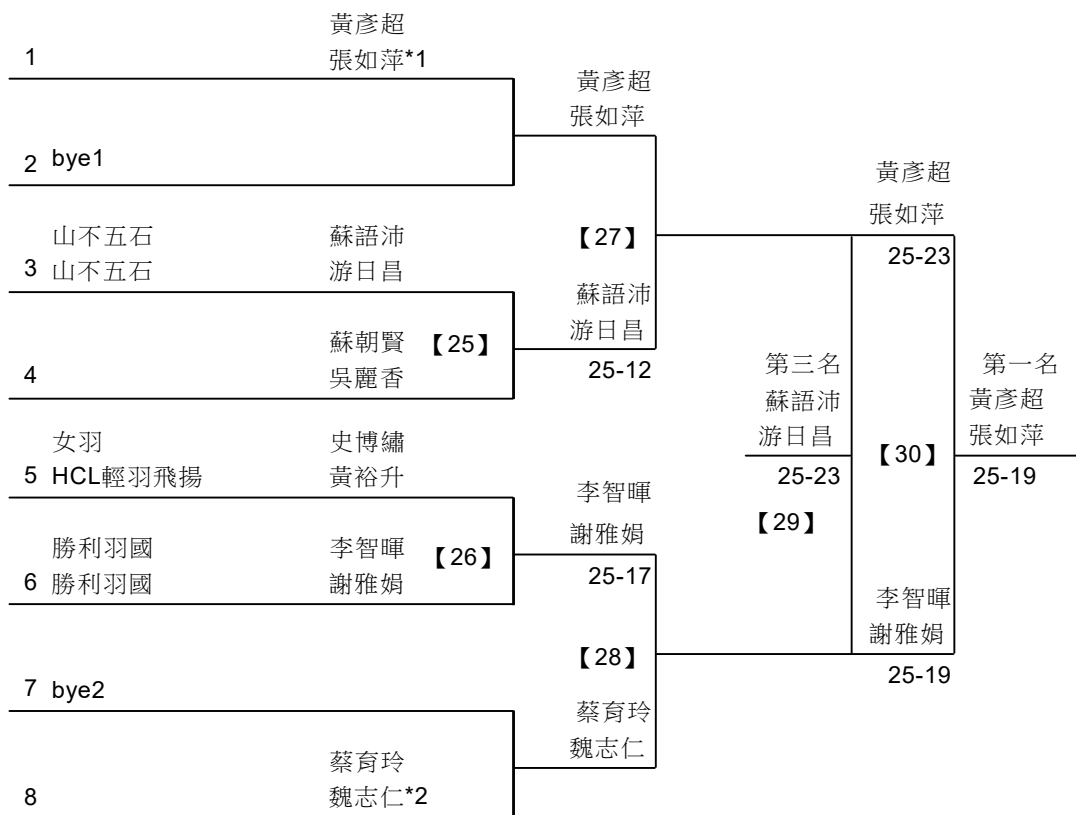 黃彥超
1 張如萍*1
黃彥超
張如萍
2 bye1
黃彥超
張如萍
25-23
山不五石 蘇語沛
3 山不五石 游日昌
【27】
蘇語沛
游日昌
25-12
蘇朝賢 【25】
4 吳麗香
第三名
蘇語沛
游日昌
25-23
【29】
【30】
第一名
黃彥超
張如萍
25-19
女羽 史博繡
5 HCL輕羽飛揚 黃裕升
李智暉
謝雅娟
25-17
勝利羽國 李智暉 【26】
6 勝利羽國 謝雅娟
李智暉
謝雅娟
25-19
【28】
7 bye2
蔡育玲
魏志仁
蔡育玲
8 魏志仁*2